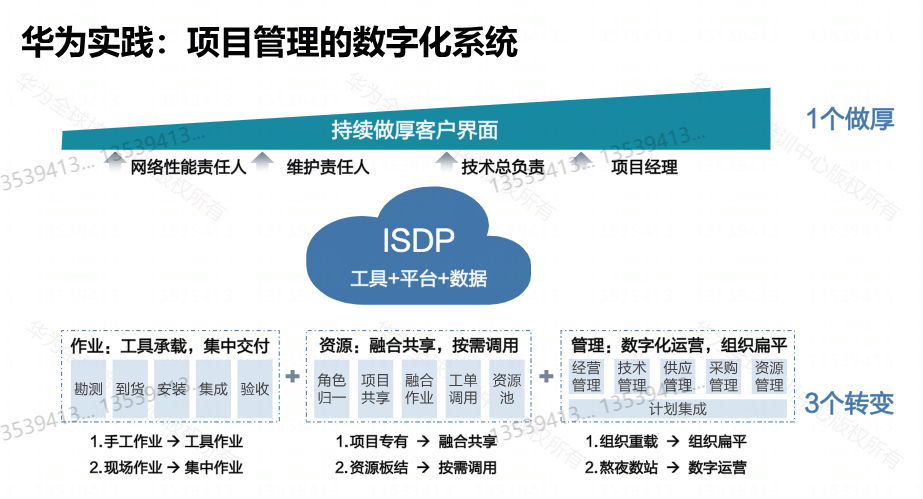 华为实践：项目管理的数字化系统
持续做厚客户界面
1个做厚
网络性能责任人 维护责任人 技术总负责 项目经理
ISDP
工具+平台+数据
作业：工具承载，集中交付
勘测 到货 安装 集成 验收
1.手工作业→工具作业
2.现场作业→集中作业
+
资源：融合共享，按需调用
角色归一 项目共享 融合作业 工单调用 资源池
1.项目专有 → 融合共享
2.资源板结 → 按需调用
+
管理：数字化运营，组织扁平
经营管理 技术管理 供应管理 采购管理 资源管理
计划集成
1.组织重载 → 组织扁平
2.熬夜数站 → 数字运营
3个转变
13539413...